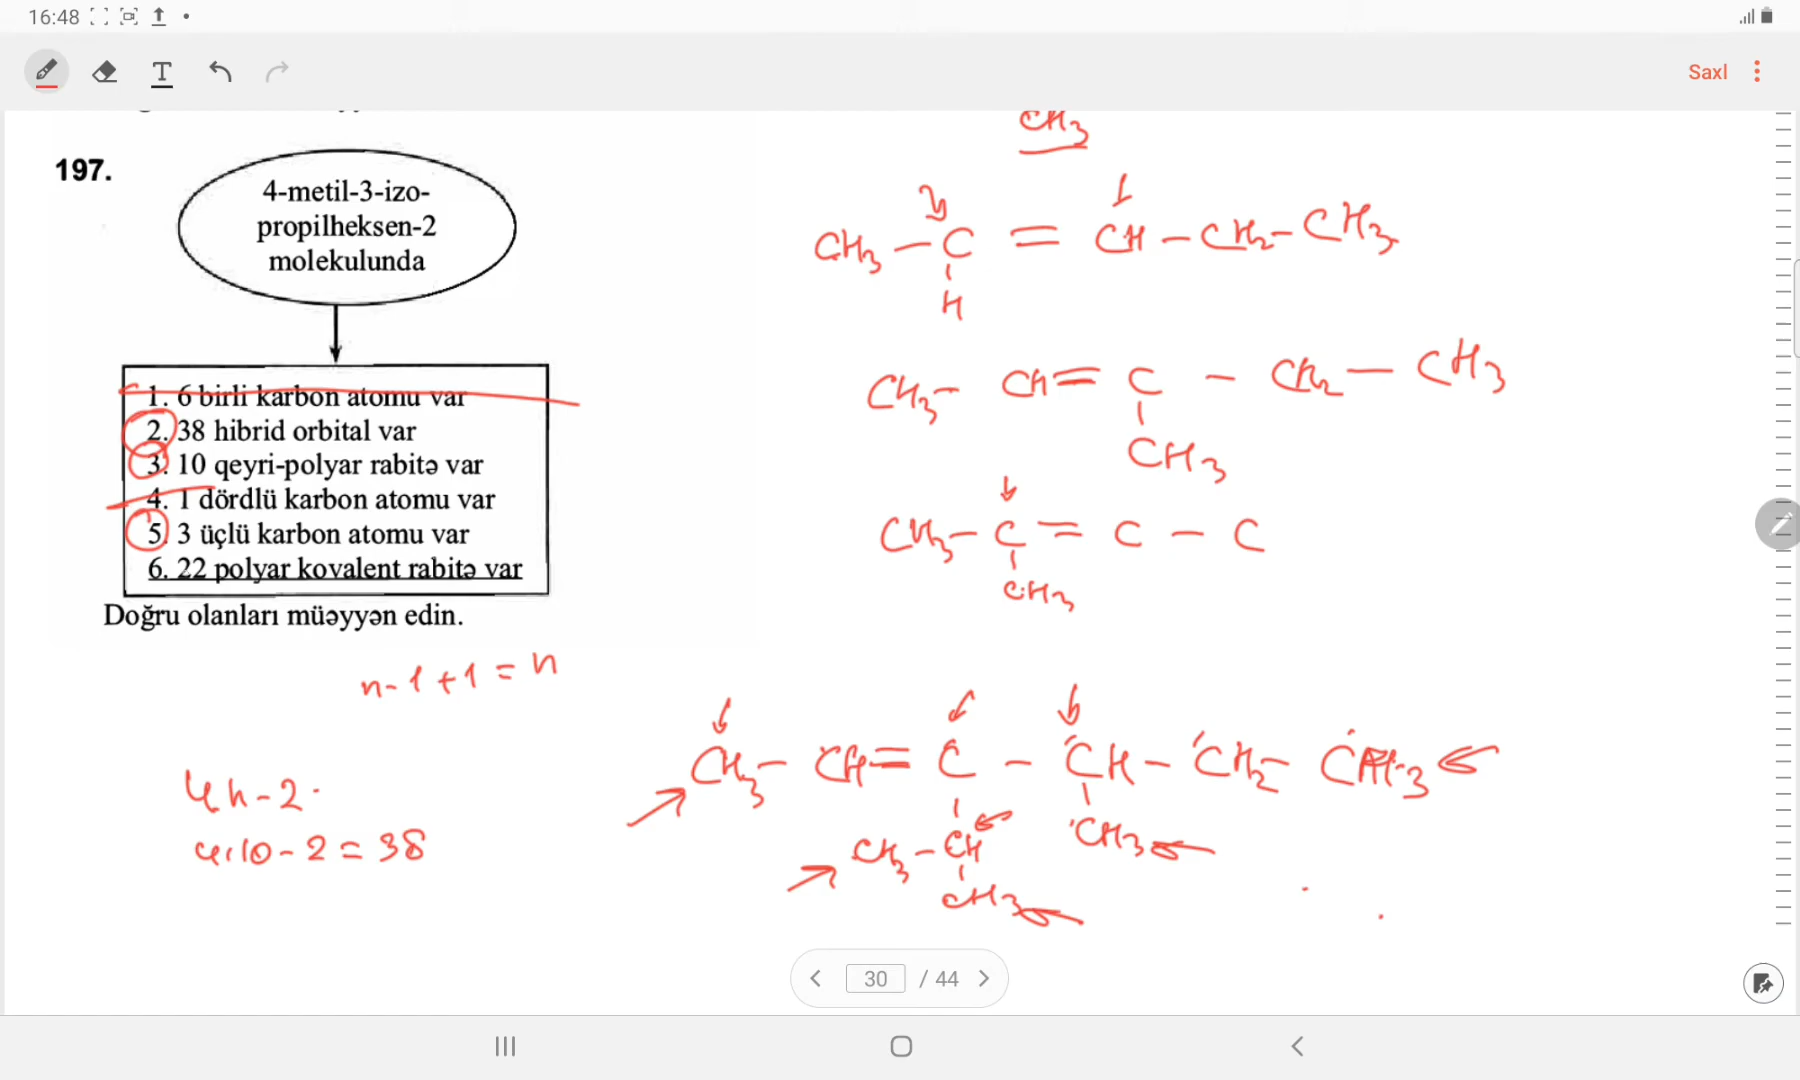 16:48
T
Saxl
197.
4-metil-3-izo-
propilheksen-2
molekulunda
1. 6 birli karbon atomu var
2. 38 hibrid orbital var
3. 10 qeyri-polyar rabitə var
4. 1 dördlü karbon atomu var
5. 3 üçlü karbon atomu var
6. 22 polyar kovalent rabitə var
Doğru olanları müəyyən edin.
n-1+1=n
4n-2
4·10-2=38
CH3
CH3-C=CH-CH2-CH3
H
CH3-CH=C-CH2-CH3
CH3
CH3-C=C-C
CH3
CH3-CH=C-CH-CH2-CH3
CH3-CH CH3
CH3
30 / 44